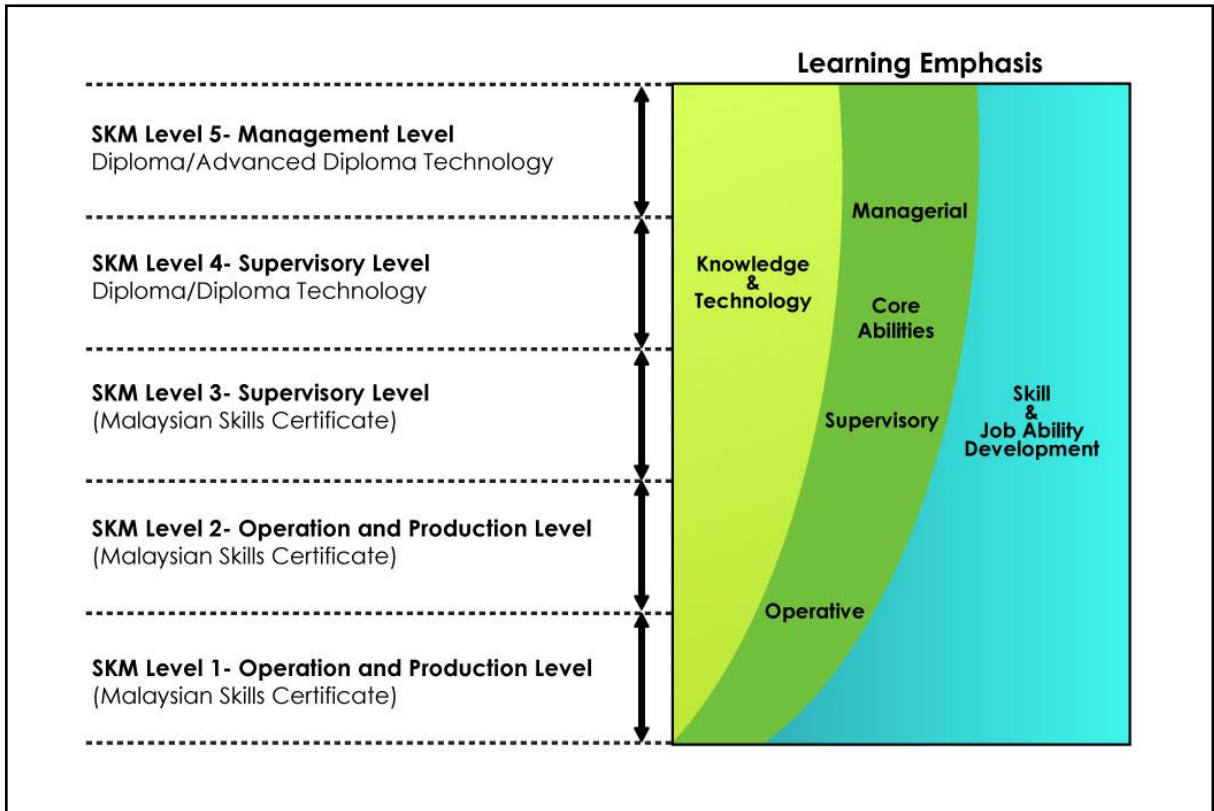 Learning Emphasis
SKM Level 5- Management Level
Diploma/Advanced Diploma Technology
SKM Level 4- Supervisory Level
Diploma/Diploma Technology
SKM Level 3- Supervisory Level
(Malaysian Skills Certificate)
SKM Level 2- Operation and Production Level
(Malaysian Skills Certificate)
SKM Level 1- Operation and Production Level
(Malaysian Skills Certificate)
Knowledge
&
Technology
Managerial
Core
Abilities
Supervisory
Operative
Skill
&
Job Ability
Development